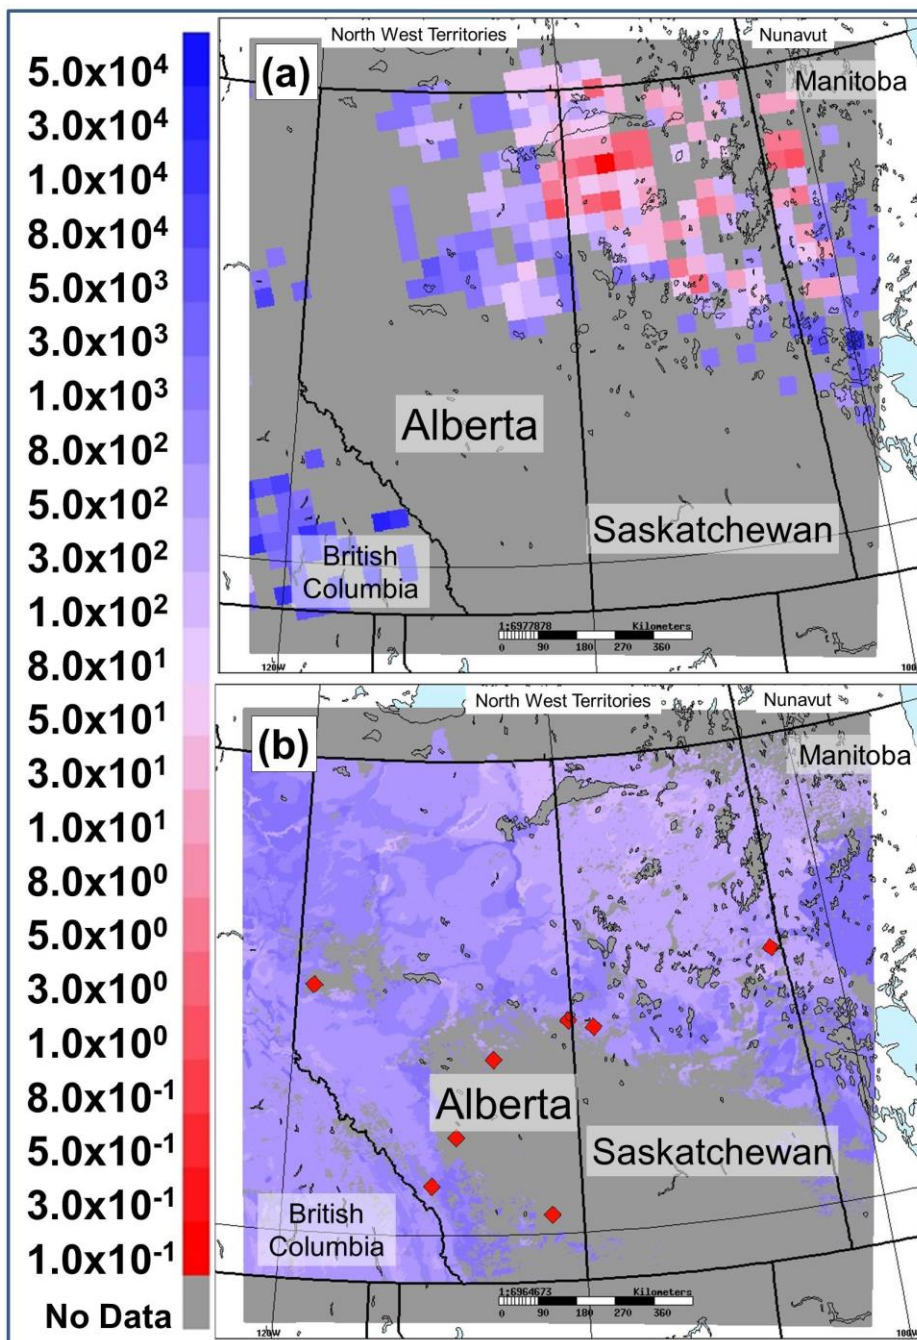 5.0x10⁴
3.0x10⁴
1.0x10⁴
8.0x10⁴
5.0x10³
3.0x10³
1.0x10³
8.0x10²
5.0x10²
3.0x10²
1.0x10²
8.0x10¹
5.0x10¹
3.0x10¹
1.0x10¹
8.0x10⁰
5.0x10⁰
3.0x10⁰
1.0x10⁰
8.0x10⁻¹
5.0x10⁻¹
3.0x10⁻¹
1.0x10⁻¹
No Data
(a)
North West Territories
Nunavut
Manitoba
Alberta
Saskatchewan
British
Columbia
1:6977878 Kilometers
0 90 180 270 360
120W
100
(b)
North West Territories
Nunavut
Manitoba
Alberta
Saskatchewan
British
Columbia
1:6964673 Kilometers
0 90 180 270 360
120W
100W